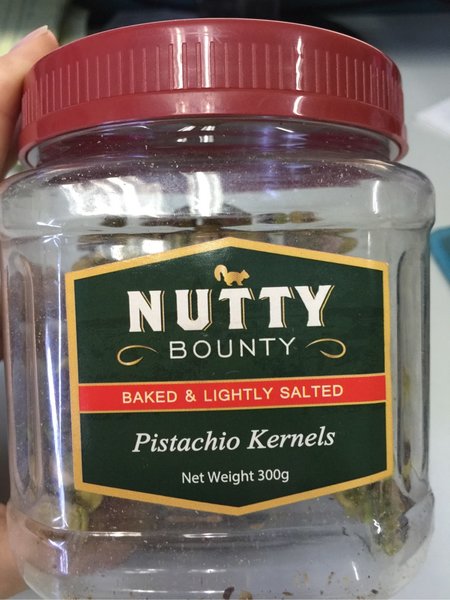 NUTTY
BOUNTY
BAKED & LIGHTLY SALTED
Pistachio Kernels
Net Weight 300g